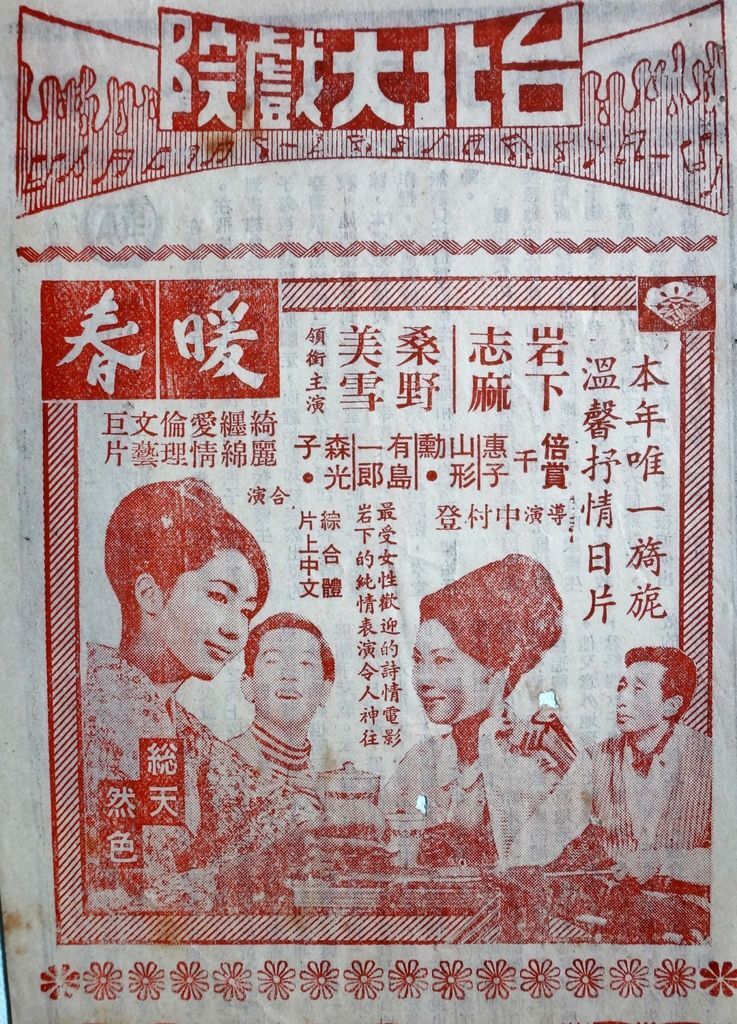 台北大戲院
本年唯一旖旎
溫馨抒情日片
岩下
志麻
桑野
美雪
領銜主演
暖春
倍賞
千
惠子
山形
勳・
有島
一郎
森光
子・
合演
導演中村登
綺麗
纏綿
愛情
倫理
文藝
巨片
最受女性歡迎的詩情電影
岩下的純情表演令人神往
綜合體
片上中文
総天
然色